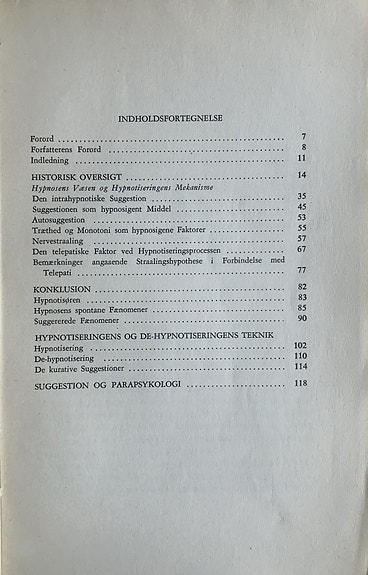 INDHOLDSFORTEGNELSE
Forord ........ 7
Forfatterens Forord ........ 8
Indledning ........ 11
HISTORISK OVERSIGT ........ 14
Hypnosens Væsen og Hypnotiseringens Mekanisme
Den intrahypnotiske Suggestion ........ 35
Suggestionen som hypnosigent Middel ........ 45
Autosuggestion ........ 53
Træthed og Monotoni som hypnosigene Faktorer ........ 55
Nervestraaling ........ 57
Den telepatiske Faktor ved Hypnotiseringsprocessen ........ 67
Bemærkninger angaaende Straalingshypothese i Forbindelse med
Telepati ........ 77
KONKLUSION ........ 82
Hypnotisøren ........ 83
Hypnosens spontane Fænomener ........ 85
Suggererede Fænomener ........ 90
HYPNOTISERINGENS OG DE-HYPNOTISERINGENS TEKNIK
Hypnotisering ........ 102
De-hypnotisering ........ 110
De kurative Suggestioner ........ 114
SUGGESTION OG PARAPSYKOLOGI ........ 118